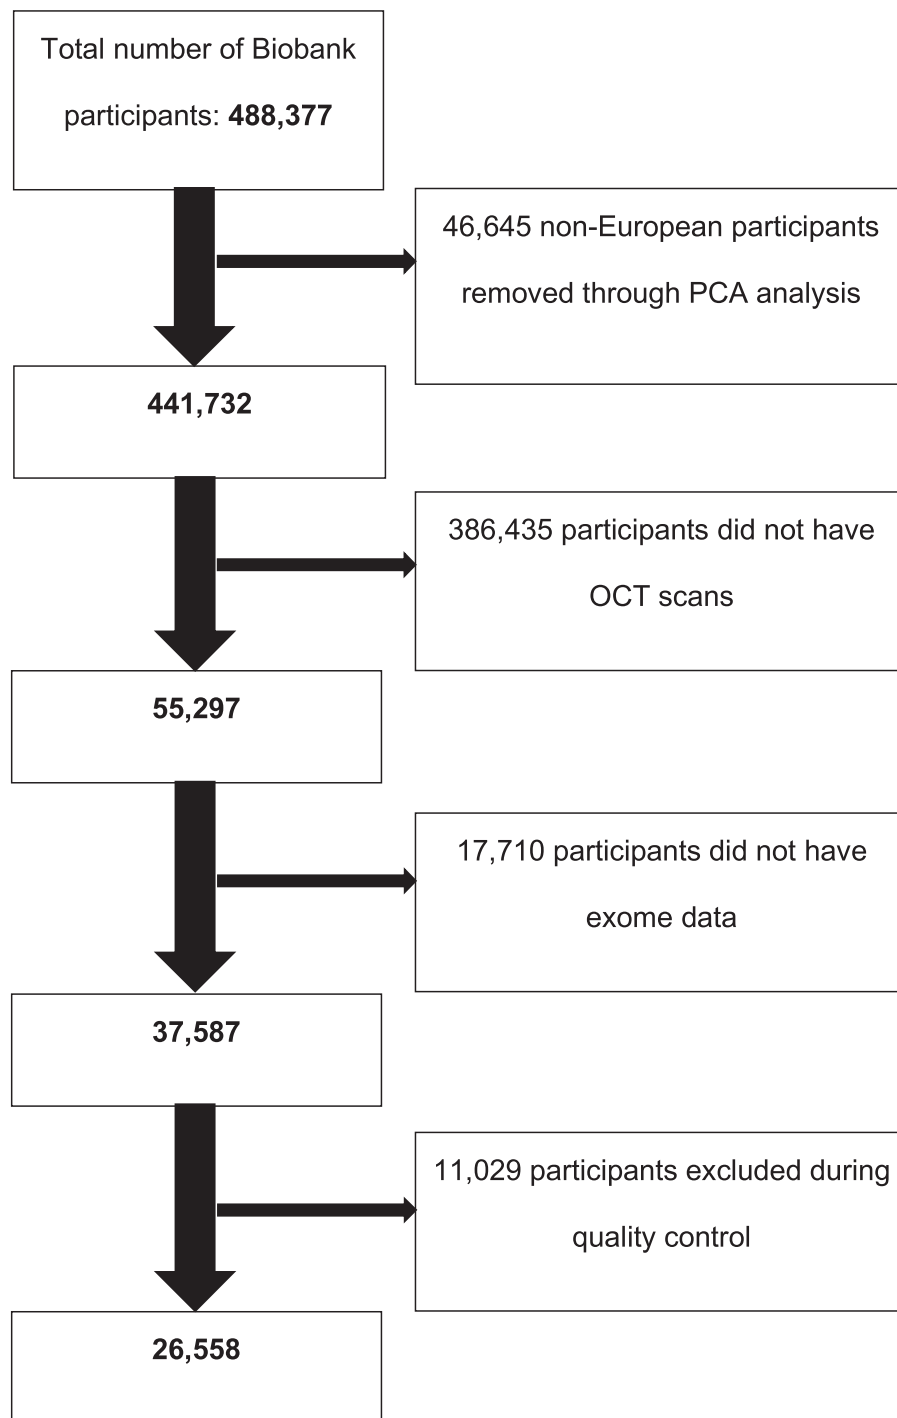 Total number of Biobank
participants: 488,377
46,645 non-European participants
removed through PCA analysis
441,732
386,435 participants did not have
OCT scans
55,297
17,710 participants did not have
exome data
37,587
11,029 participants excluded during
quality control
26,558